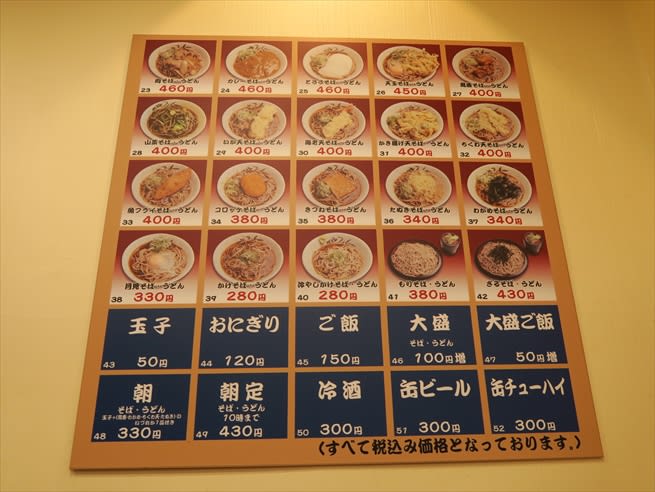 肉そば・うどん
23 460円
カレーそば・うどん
24 460円
とろろそば・うどん
25 460円
天玉そば・うどん
26 450円
27 400円
山菜そば・うどん
28 400円
いか天そば・うどん
29 400円
海老天そば・うどん
30 400円
かき揚げ天そば・うどん
31 400円
ちくわ天そば・うどん
32 400円
魚フライそば・うどん
33 400円
コロッケそば・うどん
34 380円
きつねそば・うどん
35 380円
たぬきそば・うどん
36 340円
わかめそば・うどん
37 340円
月見そば・うどん
38 330円
かけそば・うどん
39 280円
冷やしかけそば・うどん
40 280円
もりそば・うどん
41 380円
ざるそば・うどん
42 430円
玉子
43 50円
おにぎり
44 120円
ご飯
45 150円
大盛
そば・うどん
46 100円増
大盛ご飯
47 50円増
朝
そば・うどん
いづれか1品付き
48 330円
朝定
そば・うどん
10時まで
49 430円
冷酒
50 300円
缶ビール
51 300円
缶チューハイ
52 300円
(すべて税込み価格となっております。)